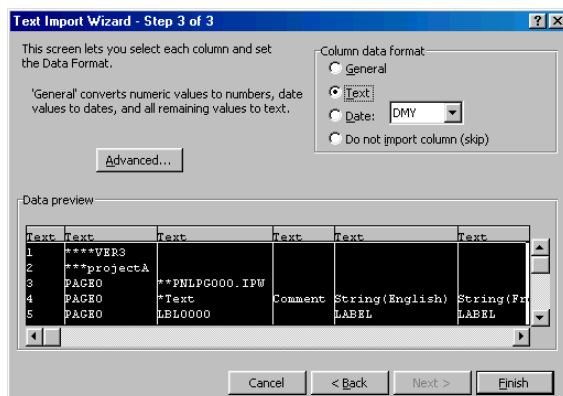 Text Import Wizard - Step 3 of 3
This screen lets you select each column and set
the Data Format.
'General' converts numeric values to numbers, date
values to dates, and all remaining values to text.
Advanced...
Column data format
General
Text
Date: DMY
Do not import column (skip)
Data preview
Text Text Text Text Text Text
1 ****VER3
2 ***projectA
3 PAGE0 **PNLPG000.IPW
4 PAGE0 *Text Comment String(English) String(Fr
5 PAGE0 LBL0000 LABEL LABEL
Cancel < Back Next > Finish